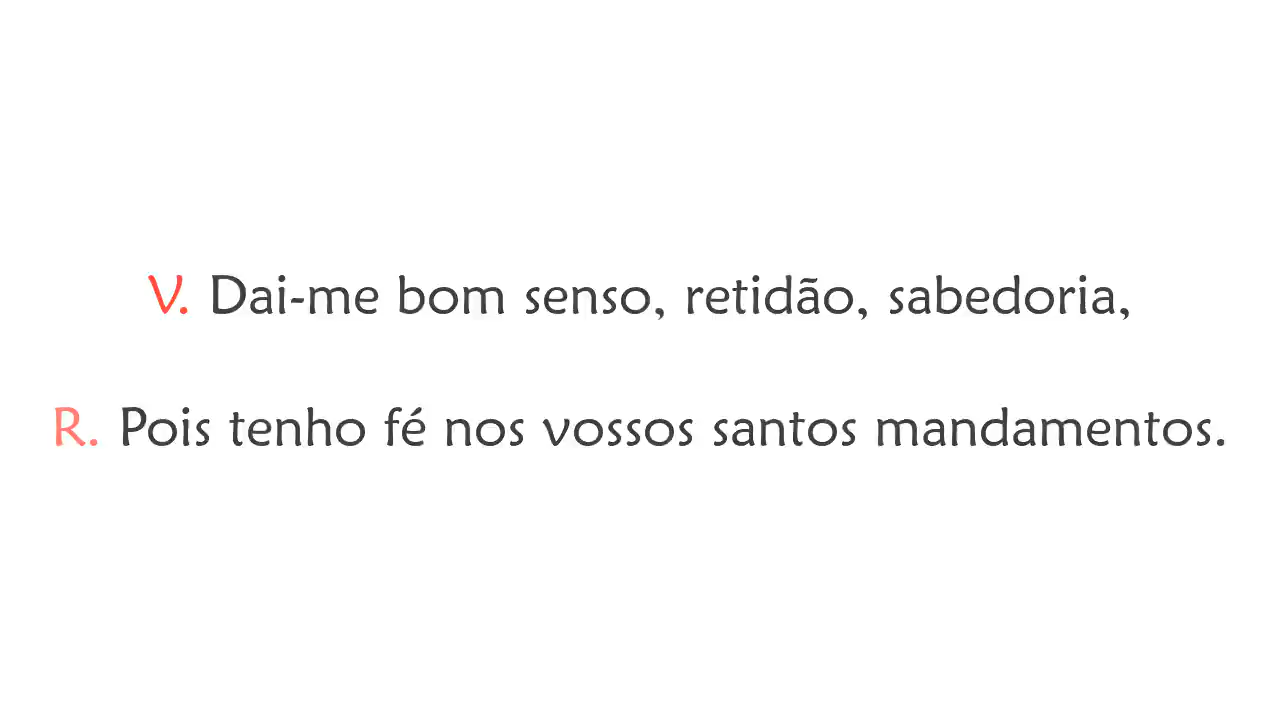 V. Dai-me bom senso, retidão, sabedoria,
R. Pois tenho fé nos vossos santos mandamentos.